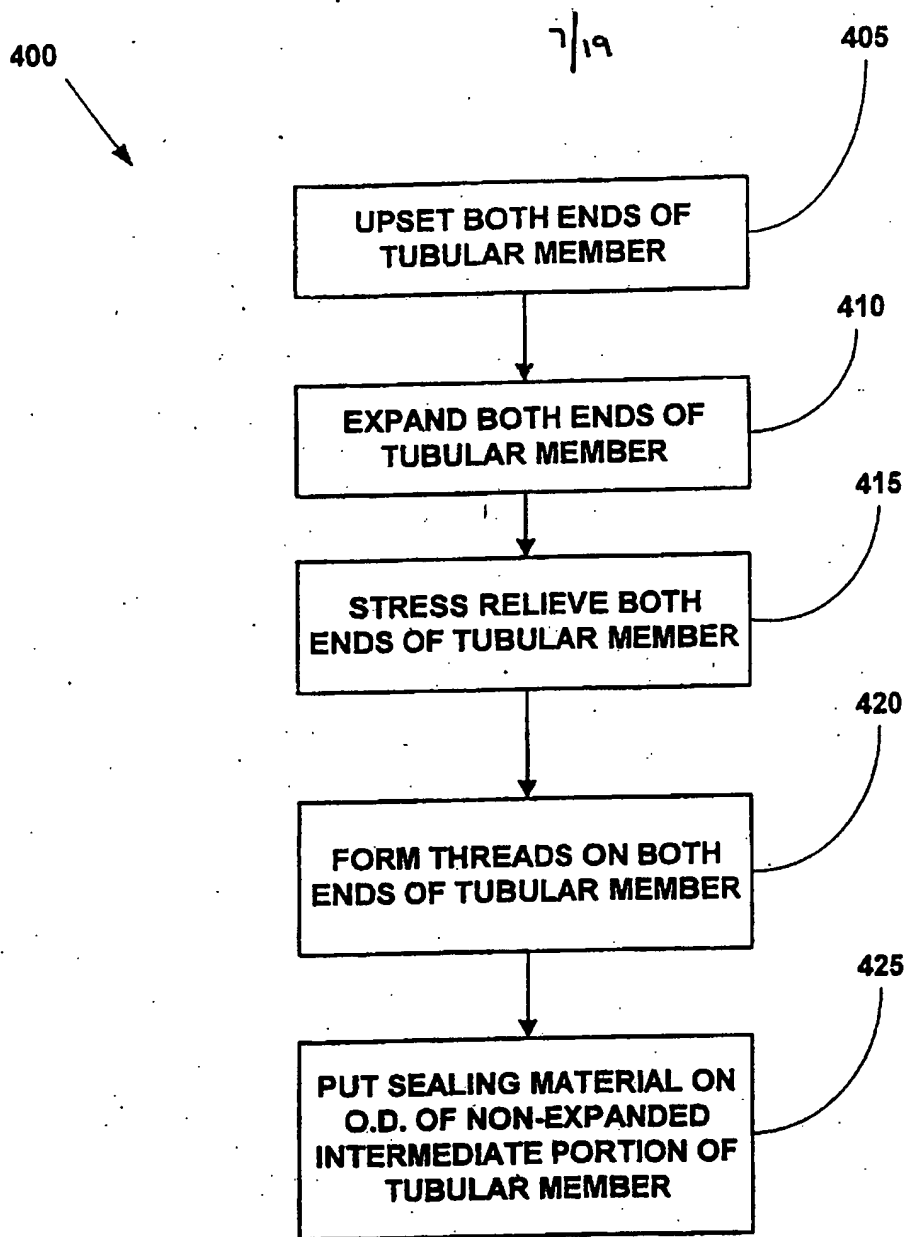 7/19
400
405
UPSET BOTH ENDS OF
TUBULAR MEMBER
410
EXPAND BOTH ENDS OF
TUBULAR MEMBER
415
STRESS RELIEVE BOTH
ENDS OF TUBULAR MEMBER
420
FORM THREADS ON BOTH
ENDS OF TUBULAR MEMBER
425
PUT SEALING MATERIAL ON
O.D. OF NON-EXPANDED
INTERMEDIATE PORTION OF
TUBULAR MEMBER